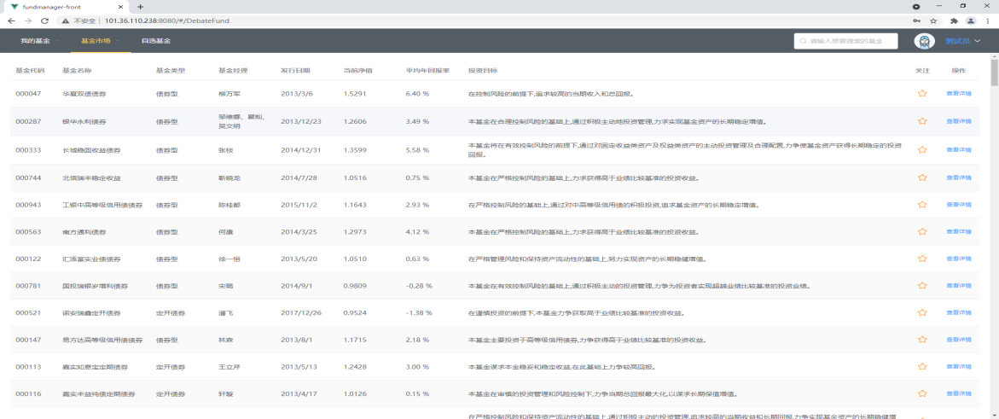 fundmanager-front
不安全 | 101.36.110.238:8080/#/DebateFund
我的基金 基金市场 自选基金 请输入想要搜索的基金 测试员
基金代码 基金名称 基金类型 基金经理 发行日期 当前净值 平均年回报率 投资目标 关注 操作
000047 华夏双债债券 债券型 柳万军 2013/3/6 1.5291 6.40 % 在控制风险的前提下,追求较高的当期收入和总回报。 查看详情
000287 银华永利债券 债券型 邹维娜、瞿灿、 2013/12/23 1.2606 3.49 % 本基金在合理控制风险的基础上,通过积极主动地投资管理,力求实现基金资产的长期稳定增值。 查看详情
吴文明
000333 长城稳固收益债券 债券型 张棪 2014/12/31 1.3599 5.58 % 本基金将在有效控制风险的前提下,通过对固定收益类资产及权益类资产的主动投资管理及合理配置,力争使基金资产获得长期稳定的投资 查看详情
回报。
000744 北信瑞丰稳定收益 债券型 靳晓龙 2014/7/28 1.0516 0.75 % 本基金在严格控制风险的基础上,力求获得高于业绩比较基准的投资收益。 查看详情
000943 工银中高等级信用债债券 债券型 陈桂都 2015/11/2 1.1643 2.93 % 在严格控制风险的基础上,通过对中高等级信用债的积极投资,追求基金资产的长期稳定增值。 查看详情
000563 南方通利债券 债券型 何康 2014/3/25 1.2973 4.12 % 本基金在严格控制风险的基础上,力求获得高于业绩比较基准的投资收益。 查看详情
000122 汇添富实业债债券 债券型 徐一恒 2013/5/20 1.0510 0.63 % 在严格管理风险和保持资产流动性的基础上,努力实现资产的长期稳健增值。 查看详情
000781 国投瑞银岁增利债券 债券型 宋璐 2014/9/1 0.9809 -0.28 % 本基金在有效控制风险的基础上,通过积极主动的投资管理,力争为投资者实现超越业绩比较基准的投资业绩。 查看详情
000521 诺安瑞鑫定开债券 定开债券 潘飞 2017/12/26 0.9524 -1.38 % 在谨慎投资的前提下,本基金力争获取高于业绩比较基准的投资收益。 查看详情
000147 易方达高等级信用债债券 债券型 林森 2013/8/1 1.1715 2.18 % 本基金主要投资于高等级信用债券,力争获得高于业绩比较基准的投资收益。 查看详情
000113 嘉实如意宝定期债券 定开债券 王立芹 2013/5/13 1.2428 3.00 % 本基金谋求本金稳妥和稳定收益,在此基础上力争较高回报。 查看详情
000116 嘉实丰益纯债定期债券 定开债券 轩璇 2013/4/17 1.0126 0.15 % 本基金在审慎的投资管理和风险控制下,力争当期总回报最大化,以谋求长期保值增值。 查看详情
在严格控制风险和保持资产流动性的基础上,通过积极主动的投资管理,追求较高的当期收益和长期回报,力争实现基金资产的长期稳健增